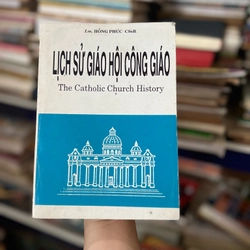 Lm. HỒNG PHÚC CSsR
LỊCH SỬ GIÁO HỘI CÔNG GIÁO
The Catholic Church History